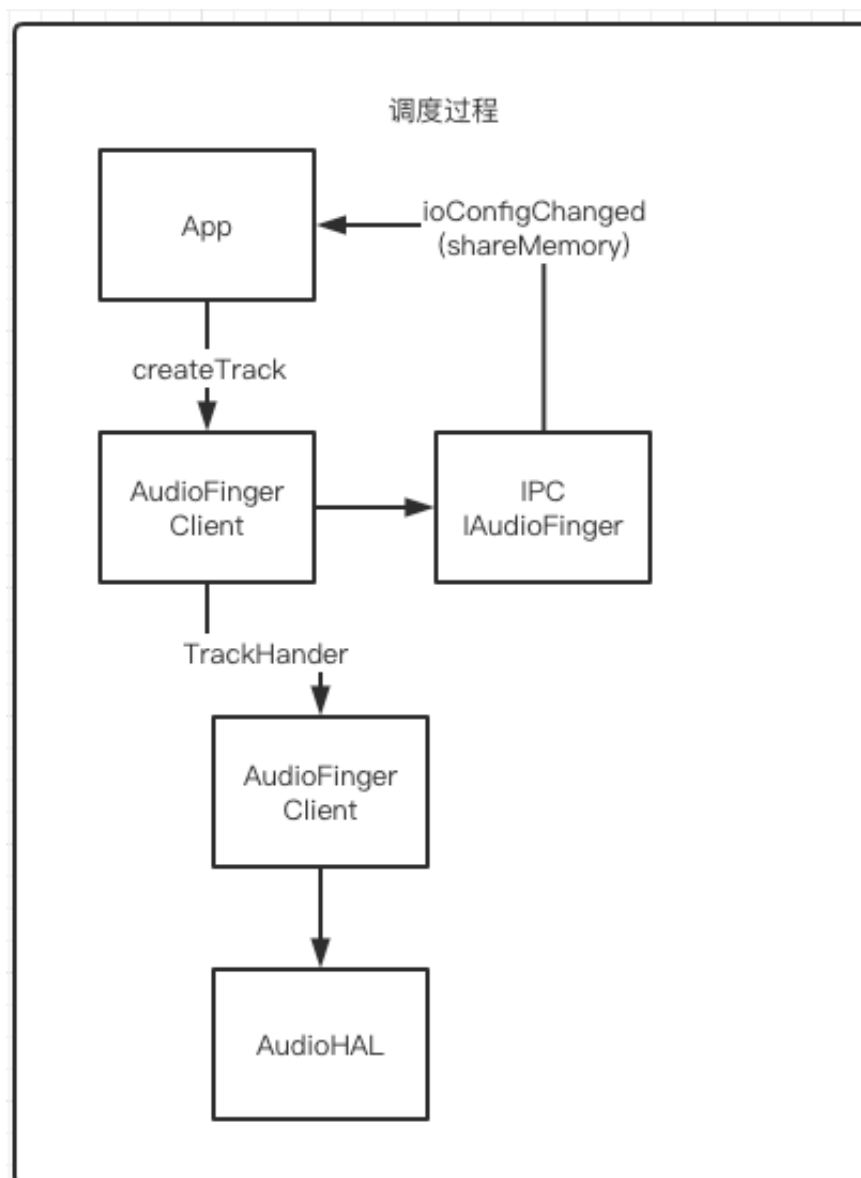 调度过程
App
ioConfigChanged
(shareMemory)
createTrack
AudioFinger
Client
IPC
IAudioFinger
TrackHander
AudioFinger
Client
AudioHAL